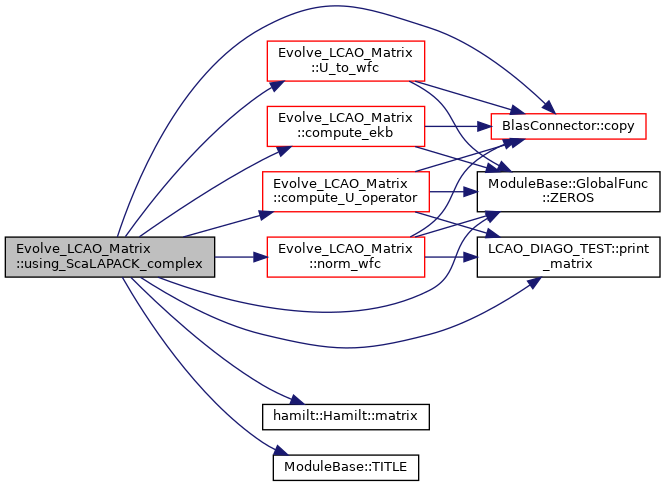 Evolve_LCAO_Matrix
::U_to_wfc
Evolve_LCAO_Matrix
::compute_ekb
BlasConnector::copy
Evolve_LCAO_Matrix
::compute_U_operator
ModuleBase::GlobalFunc
::ZEROS
Evolve_LCAO_Matrix
::using_ScaLAPACK_complex
Evolve_LCAO_Matrix
::norm_wfc
LCAO_DIAGO_TEST::print
_matrix
hamilt::Hamilt::matrix
ModuleBase::TITLE